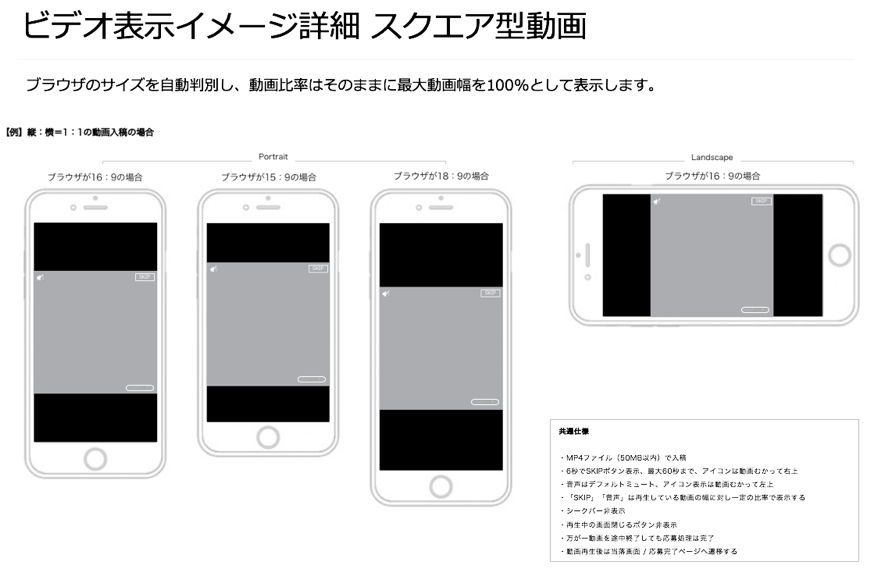 ビデオ表示イメージ詳細 スクエア型動画
ブラウザのサイズを自動判別し、動画比率はそのままに最大動画幅を100%として表示します。
【例】縦：横＝1：1の動画入稿の場合
Portrait
ブラウザが16：9の場合
ブラウザが15：9の場合
ブラウザが18：9の場合
Landscape
ブラウザが16：9の場合
SKIP
SKIP
SKIP
SKIP
共通仕様
・MP4ファイル（50MB以内）で入稿
・6秒でSKIPボタン表示、最大60秒まで、アイコンは動画むかって右上
・音声はデフォルトミュート、アイコン表示は動画むかって左上
・「SKIP」「音声」は再生している動画の幅に対し一定の比率で表示する
・シークバー非表示
・再生中の画面閉じるボタン非表示
・万が一動画を途中終了しても応募処理は完了
・動画再生後は当落画面 / 応募完了ページへ遷移する